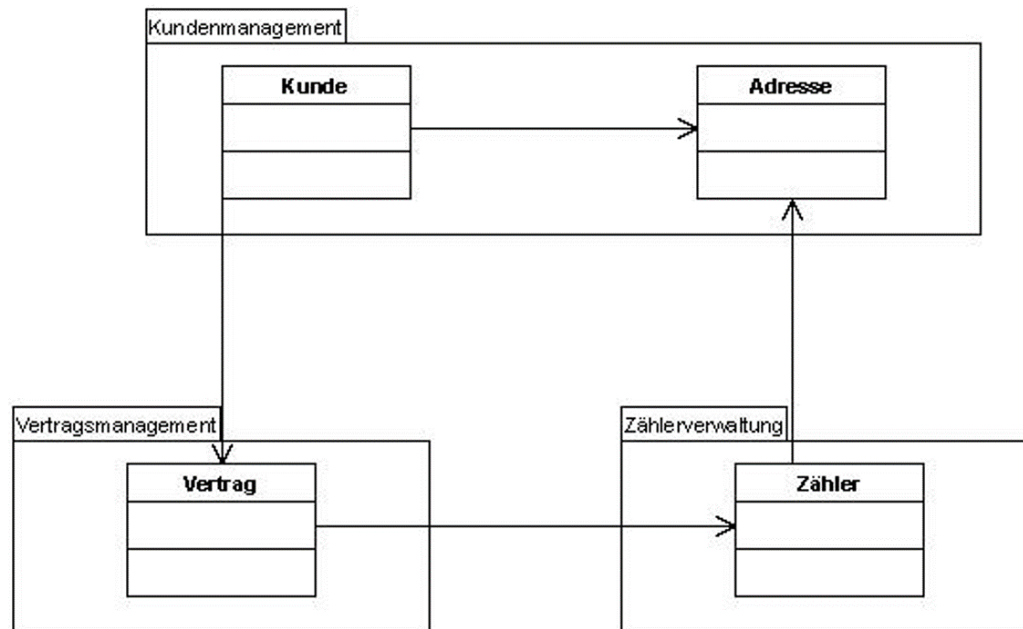 Kundenmanagement
Kunde
Adresse
Vertragsmanagement
Zählerverwaltung
Vertrag
Zähler